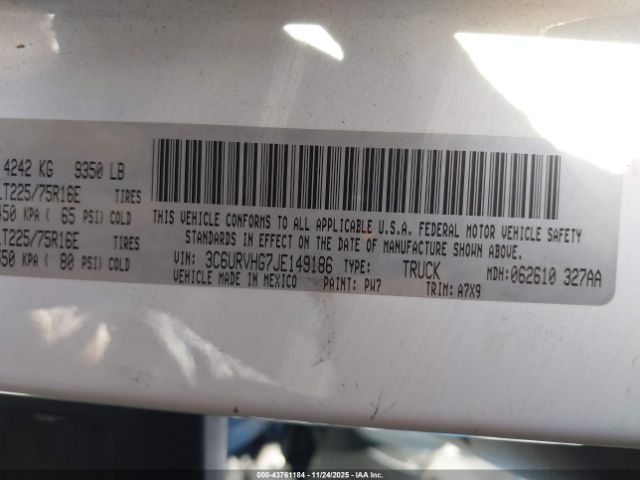 4242 KG 9350 LB
LT225/75R16E TIRES
450 KPA ( 65 PSI) COLD
LT225/75R16E TIRES
550 KPA ( 80 PSI) COLD
THIS VEHICLE CONFORMS TO ALL APPLICABLE U.S.A. FEDERAL MOTOR VEHICLE SAFETY
STANDARDS IN EFFECT ON THE DATE OF MANUFACTURE SHOWN ABOVE.
VIN: 3C6URVHG7JE149186 TYPE: TRUCK MDH:062610 327AA
VEHICLE MADE IN MEXICO PAINT: PW7 TRIM: A7X9
00-43761184 — 11/24/2025 — IAA Inc.